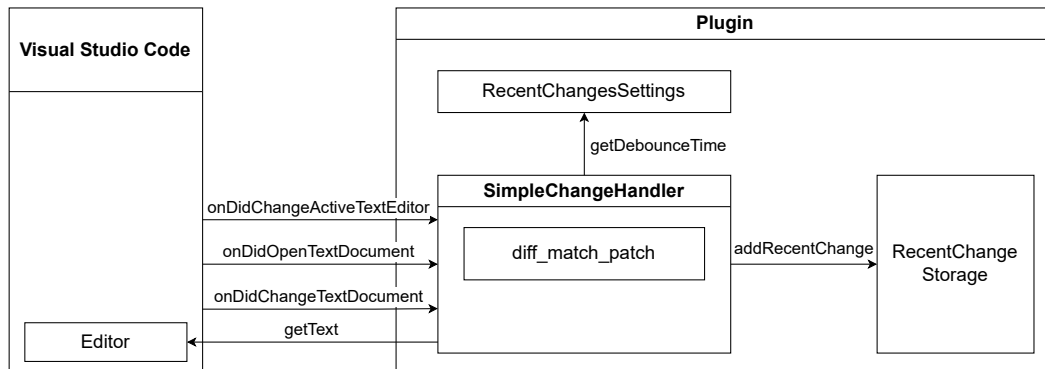 Visual Studio Code
Plugin
RecentChangesSettings
getDebounceTime
SimpleChangeHandler
onDidChangeActiveTextEditor
diff_match_patch
onDidOpenTextDocument
addRecentChange
RecentChange
Storage
onDidChangeTextDocument
getText
Editor